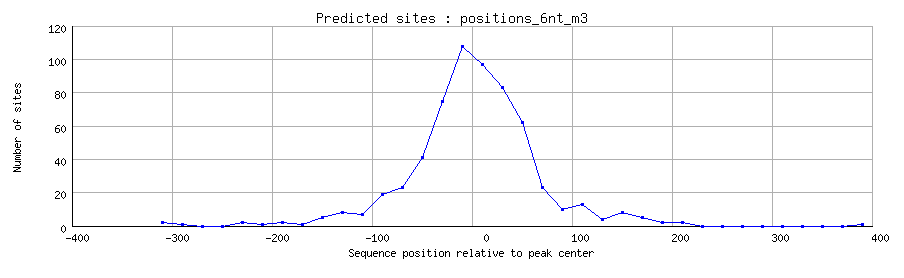 Predicted sites : positions_6nt_m3
120
100
80
60
40
20
0
Number of sites
-400 -300 -200 -100 0 100 200 300 400
Sequence position relative to peak center